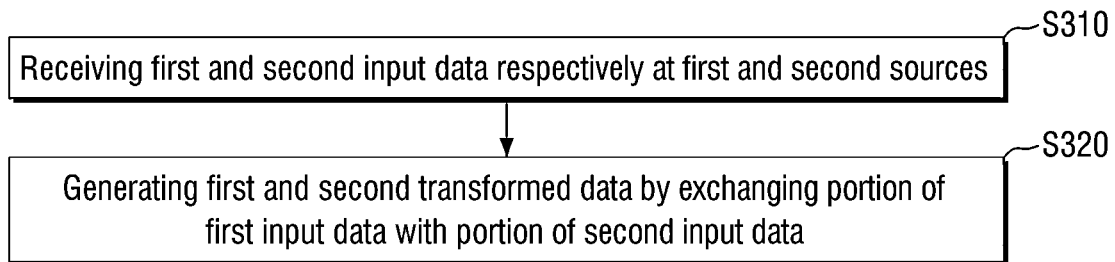 S310
Receiving first and second input data respectively at first and second sources
S320
Generating first and second transformed data by exchanging portion of
first input data with portion of second input data